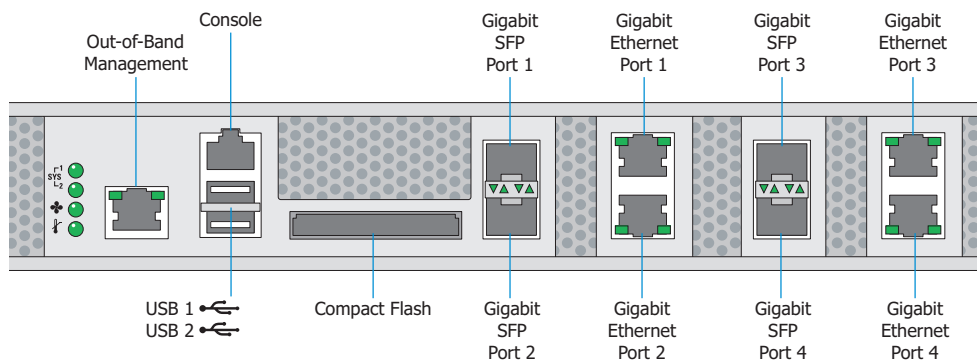 Console
Out-of-Band
Management
Gigabit
SFP
Port 1
Gigabit
Ethernet
Port 1
Gigabit
SFP
Port 3
Gigabit
Ethernet
Port 3
1
SYS
2
USB 1
USB 2
Compact Flash
Gigabit
SFP
Port 2
Gigabit
Ethernet
Port 2
Gigabit
SFP
Port 4
Gigabit
Ethernet
Port 4